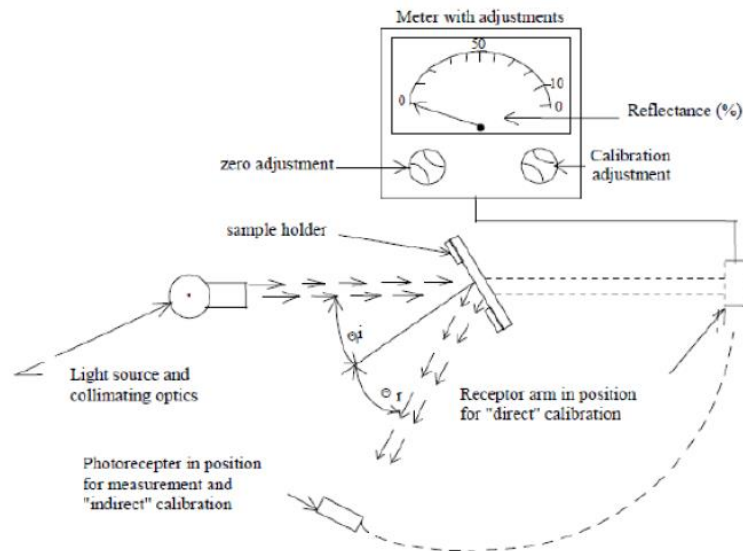 Meter with adjustments
50
10
0
0
Reflectance (%)
zero adjustment
Calibration
adjustment
sample holder
Θi
Θr
Light source and
collimating optics
Receptor arm in position
for "direct" calibration
Photorecepter in position
for measurement and
"indirect" calibration